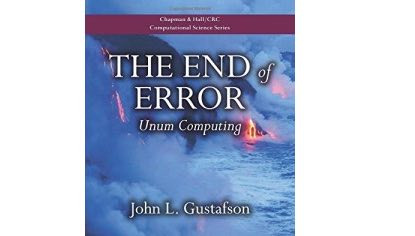 Chapman & Hall/CRC
Computational Science Series
THE END of
ERROR
Unum Computing
John L. Gustafson